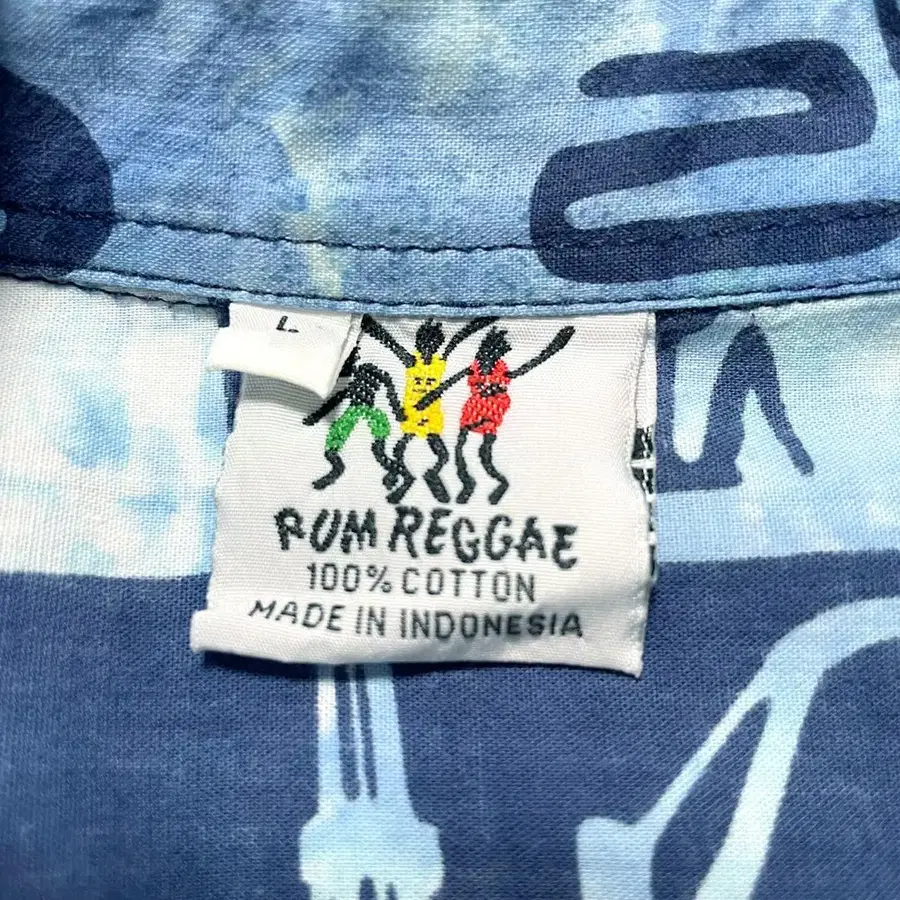 L
RUM REGGAE
100% COTTON
MADE IN INDONESIA